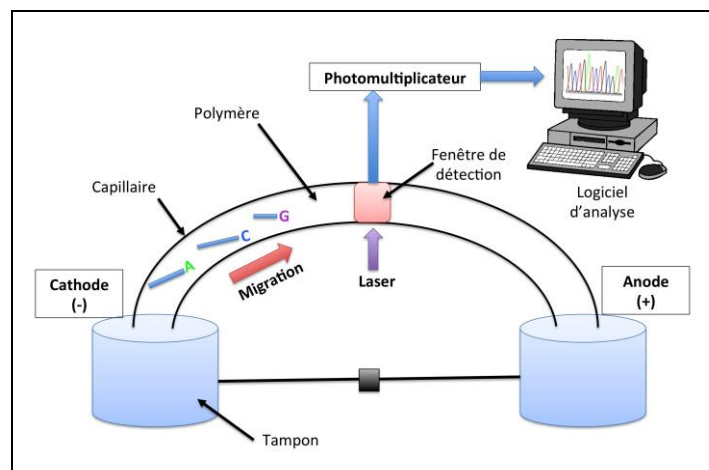 Photomultiplicateur
Polymère
Fenêtre de
détection
Capillaire
Logiciel
d'analyse
G
C
A
Migration
Laser
Cathode
(-)
Anode
(+)
Tampon